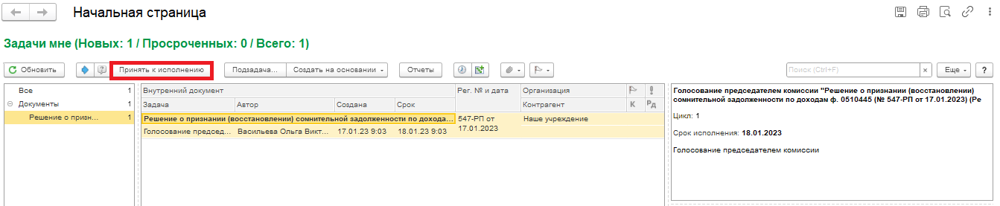 Начальная страница
Задачи мне (Новых: 1 / Просроченных: 0 / Всего: 1)
Обновить Принять к исполнению Подзадача... Создать на основании Отчеты Поиск (Ctrl+F) × Еще ?
Все 1
Документы 1
Решение о призн... 1
Внутренний документ Рег. № и дата Организация
Задача Автор Создана Срок Контрагент К Рд
Решение о признании (восстановлении) сомнительной задолженности по дохода... 547-РП от 17.01.2023 Наше учреждение
Голосование председ... Васильева Ольга Викт... 17.01.23 9:03 18.01.23 9:03
Голосование председателем комиссии "Решение о признании (восстановлении)
сомнительной задолженности по доходам ф. 0510445 (№ 547-РП от 17.01.2023) (Ре
Цикл: 1
Срок исполнения: 18.01.2023
Голосование председателем комиссии